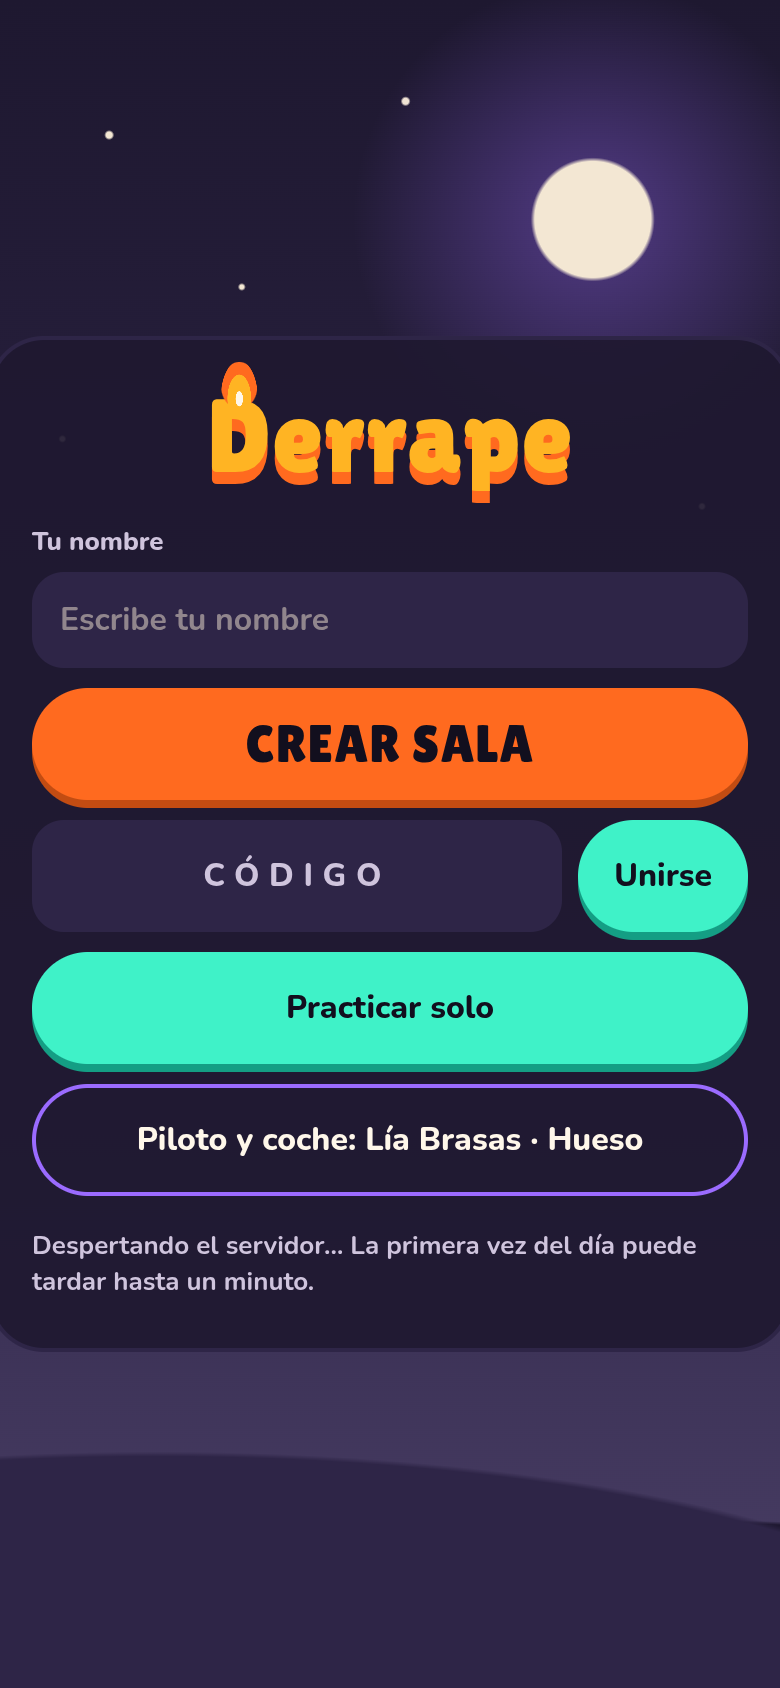 Derrape
Tu nombre
Escribe tu nombre
CREAR SALA
CÓDIGO
Unirse
Practicar solo
Piloto y coche: Lía Brasas · Hueso
Despertando el servidor... La primera vez del día puede
tardar hasta un minuto.